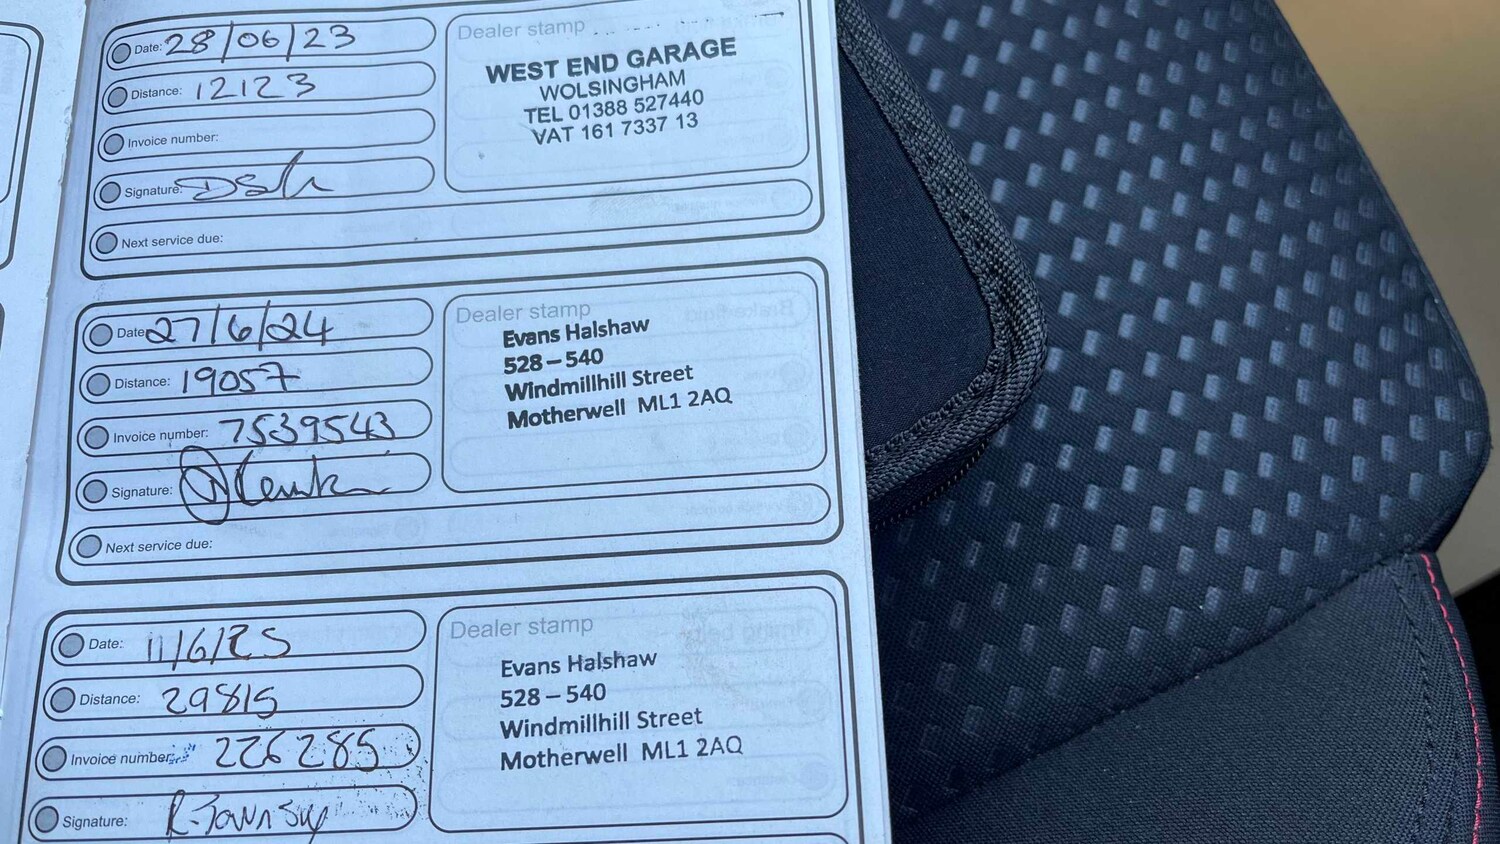 Date: 28/06/23
Distance: 12123
Invoice number:
Signature:
Next service due:
Dealer stamp
WEST END GARAGE
WOLSINGHAM
TEL 01388 527440
VAT 161 7337 13
Date: 27/6/24
Distance: 19057
Invoice number: 7539543
Signature:
Next service due:
Dealer stamp
Evans Halshaw
528 – 540
Windmillhill Street
Motherwell ML1 2AQ
Date: 11/6/25
Distance: 29815
Invoice number: 226285
Signature:
Dealer stamp
Evans Halshaw
528 – 540
Windmillhill Street
Motherwell ML1 2AQ